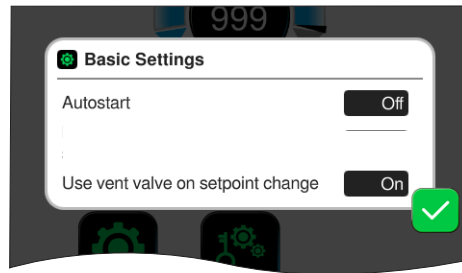 999
Basic Settings
Autostart Off
Use vent valve on setpoint change On